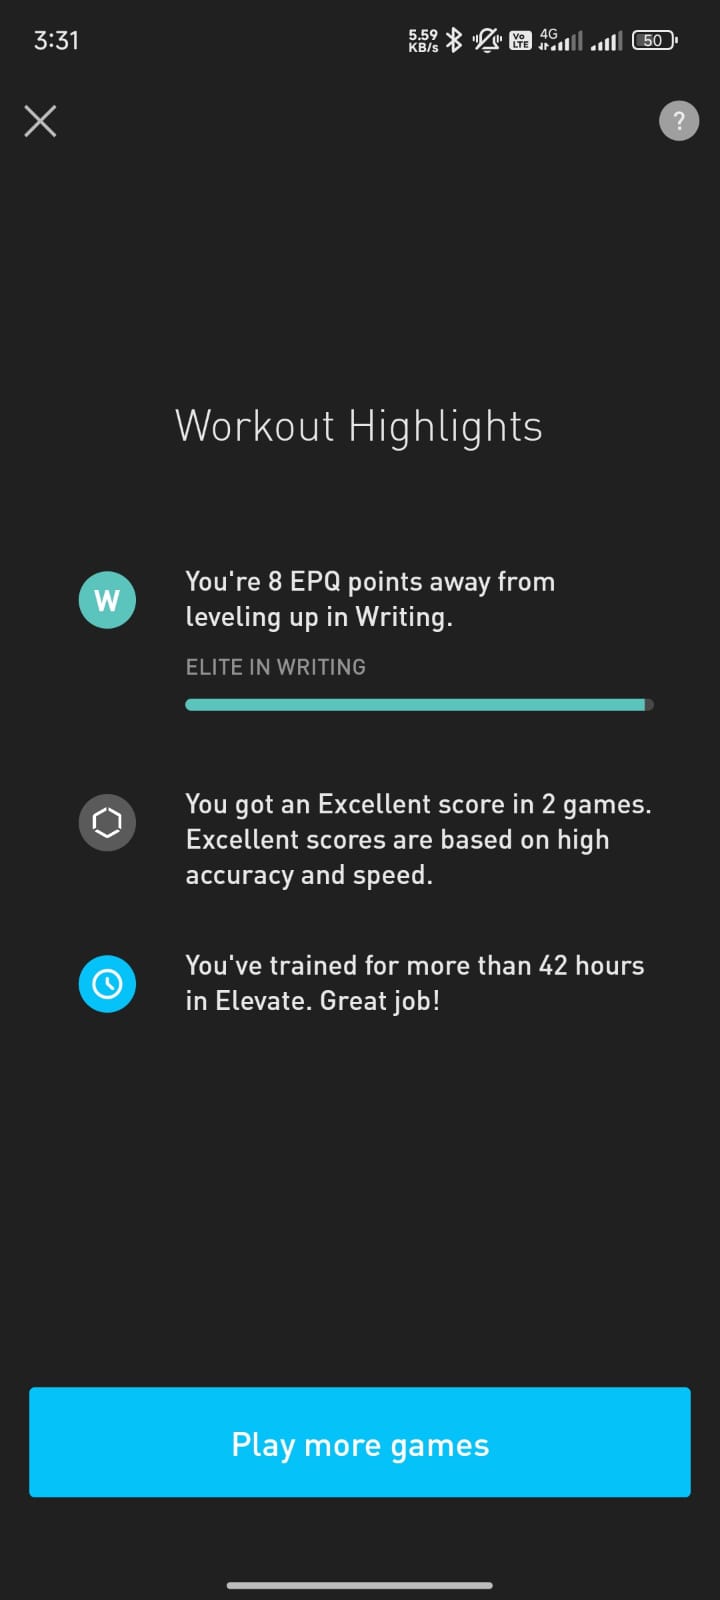 3:31
5.59
KB/s
Vo
LTE
4G
50
?
Workout Highlights
W
You're 8 EPQ points away from
leveling up in Writing.
ELITE IN WRITING
You got an Excellent score in 2 games.
Excellent scores are based on high
accuracy and speed.
You've trained for more than 42 hours
in Elevate. Great job!
Play more games